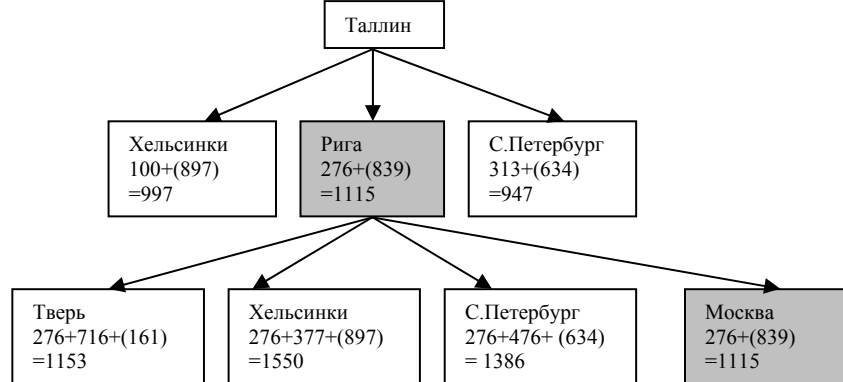 Таллин
Хельсинки
100+(897)
=997
Рига
276+(839)
=1115
С.Петербург
313+(634)
=947
Тверь
276+716+(161)
=1153
Хельсинки
276+377+(897)
=1550
С.Петербург
276+476+ (634)
= 1386
Москва
276+(839)
=1115